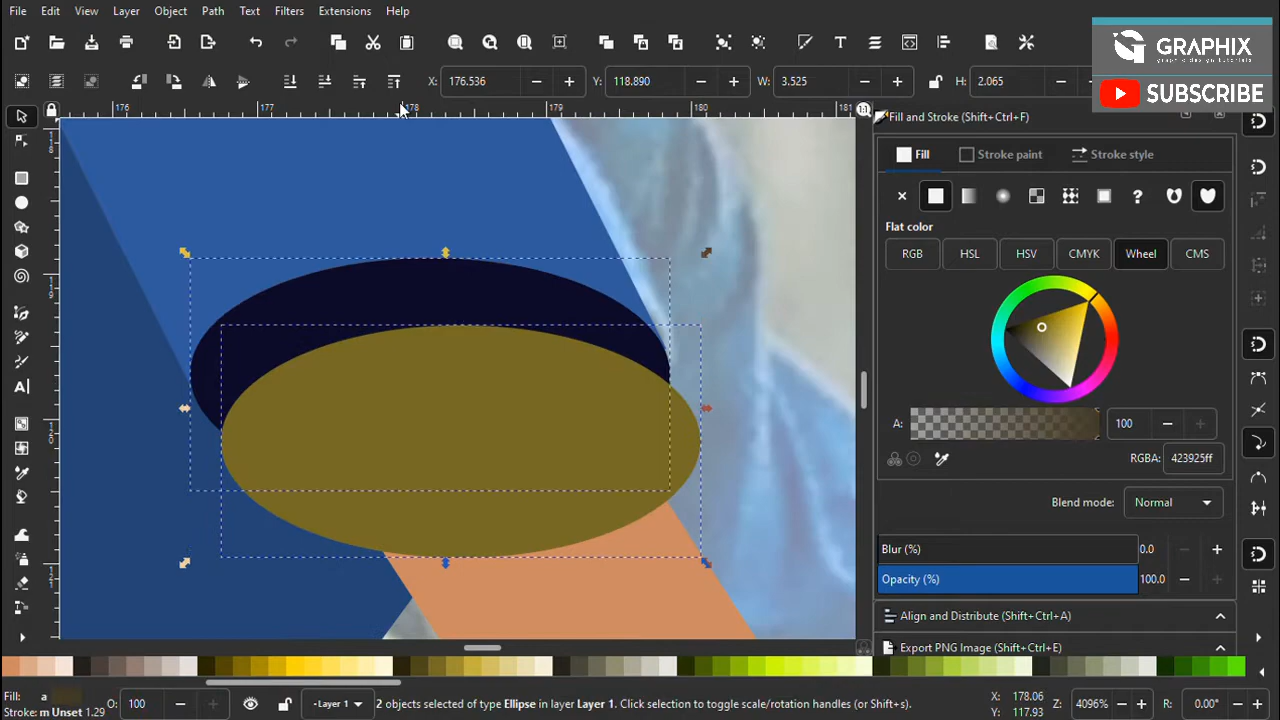 File Edit View Layer Object Path Text Filters Extensions Help
GRAPHIX
graphic design tutorials
SUBSCRIBE
X: 176.536 Y: 118.890 W: 3.525 H: 2.065
176 177 178 179 180 181
Fill and Stroke (Shift+Ctrl+F)
Fill Stroke paint Stroke style
Flat color
RGB HSL HSV CMYK Wheel CMS
A: 100
RGBA: 423925ff
Blend mode: Normal
Blur (%) 0.0
Opacity (%) 100.0
Align and Distribute (Shift+Ctrl+A)
Export PNG Image (Shift+Ctrl+E)
Fill: a
Stroke: m Unset 1.29
O: 100
-Layer 1
2 objects selected of type Ellipse in layer Layer 1. Click selection to toggle scale/rotation handles (or Shift+s).
X: 178.06
Y: 117.93
Z: 4096% R: 0.00°